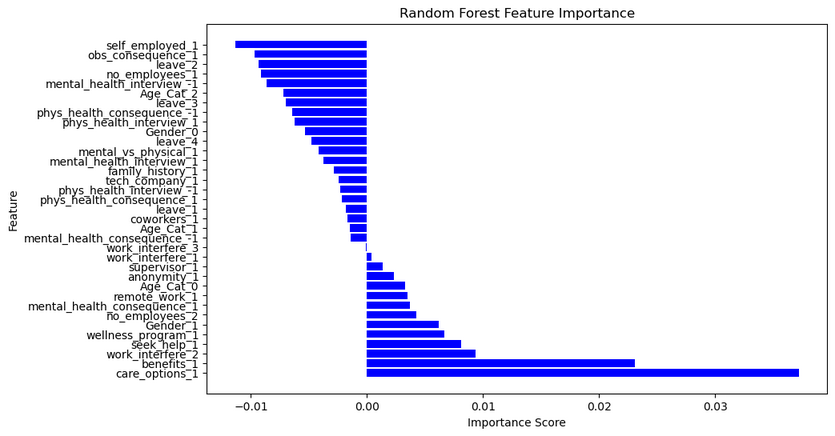 Random Forest Feature Importance
self_employed_1
obs_consequence_1
leave_2
no_employees_1
mental_health_interview_-1
Age_Cat_2
leave_3
phys_health_consequence_-1
phys_health_interview_1
Gender_0
leave_4
mental_vs_physical_1
mental_health_interview_1
family_history_1
tech_company_1
phys_health_interview_-1
phys_health_consequence_1
leave_1
coworkers_1
Age_Cat_1
mental_health_consequence_-1
work_interfere_3
work_interfere_1
supervisor_1
anonymity_1
Age_Cat_0
remote_work_1
mental_health_consequence_1
no_employees_2
Gender_1
wellness_program_1
seek_help_1
work_interfere_2
benefits_1
care_options_1
Feature
−0.01 0.00 0.01 0.02 0.03
Importance Score